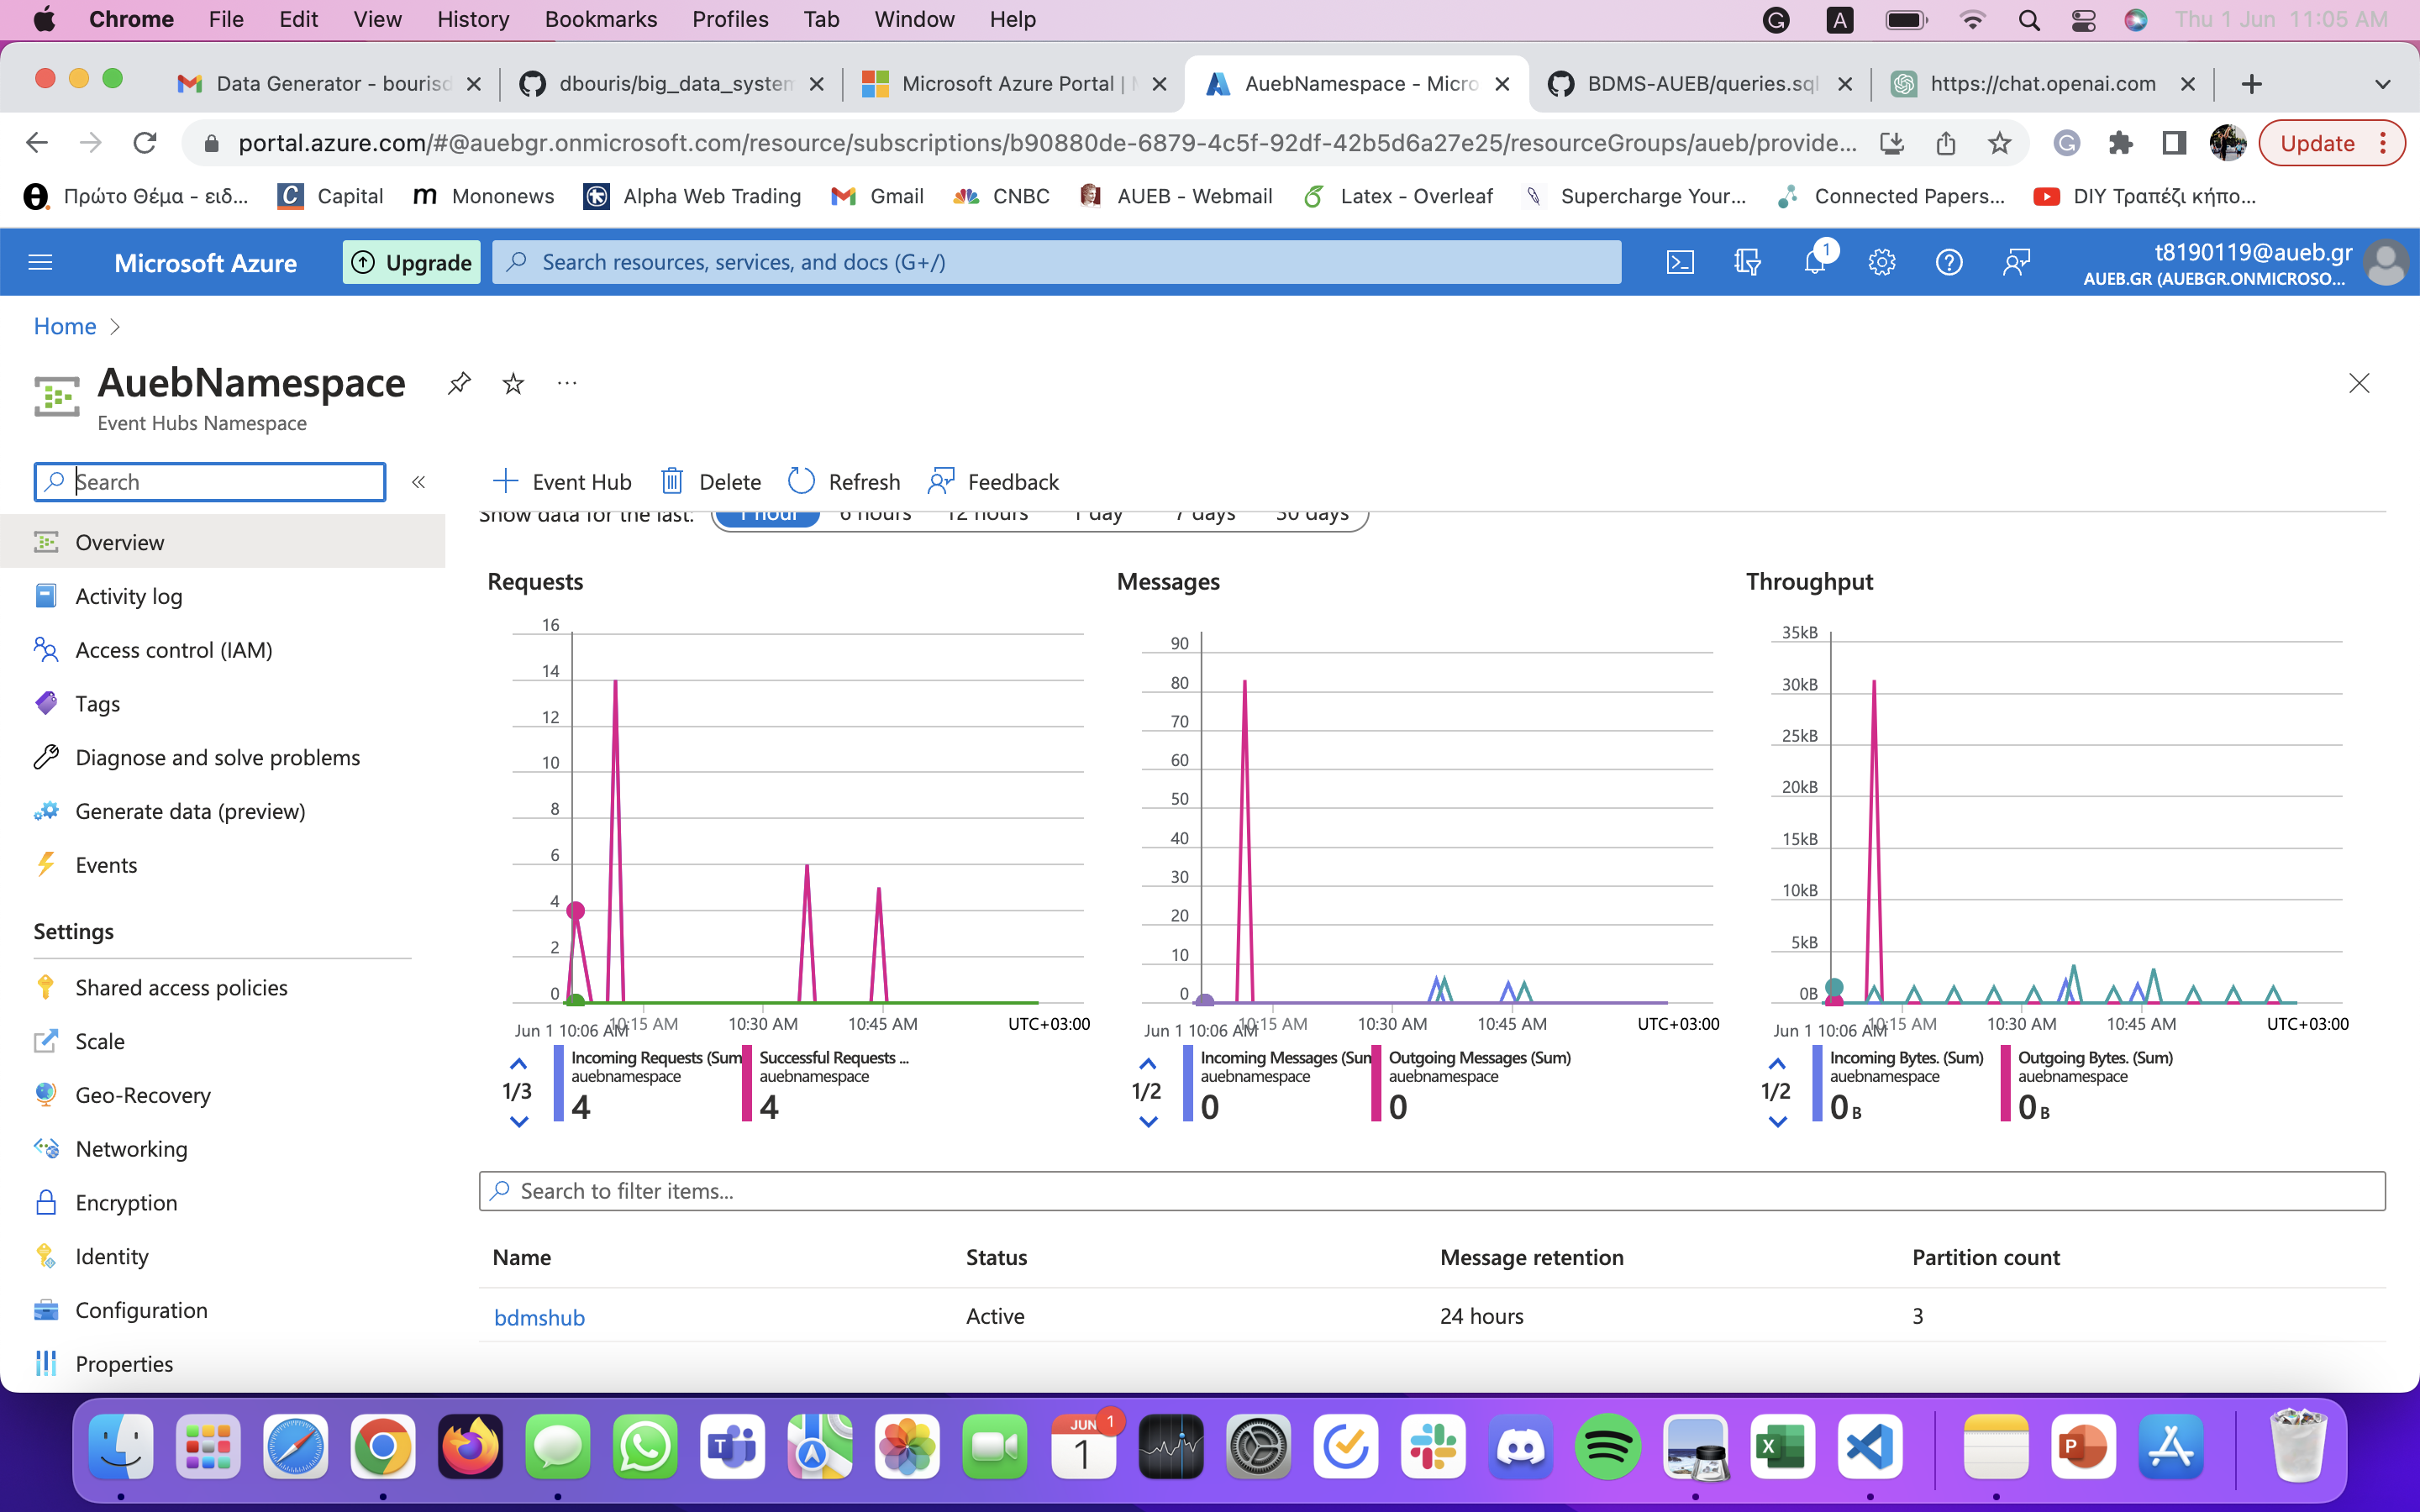 Chrome File Edit View History Bookmarks Profiles Tab Window Help
A Thu 1 Jun 11:05 AM
Data Generator - bourisd
dbouris/big_data_system
Microsoft Azure Portal |
AuebNamespace - Micro
BDMS-AUEB/queries.sql
https://chat.openai.com
portal.azure.com/#@auebgr.onmicrosoft.com/resource/subscriptions/b90880de-6879-4c5f-92df-42b5d6a27e25/resourceGroups/aueb/provide...
Update
Πρώτο Θέμα - ειδ...
Capital
Mononews
Alpha Web Trading
Gmail
CNBC
AUEB - Webmail
Latex - Overleaf
Supercharge Your...
Connected Papers...
DIY Τραπέζι κήπο...
Microsoft Azure
Upgrade
Search resources, services, and docs (G+/)
1
t8190119@aueb.gr
AUEB.GR (AUEBGR.ONMICROSO...
Home
AuebNamespace
Event Hubs Namespace
Search
Event Hub
Delete
Refresh
Feedback
Show data for the last:
1 hour
6 hours
12 hours
1 day
7 days
30 days
Overview
Activity log
Access control (IAM)
Tags
Diagnose and solve problems
Generate data (preview)
Events
Settings
Shared access policies
Scale
Geo-Recovery
Networking
Encryption
Identity
Configuration
Properties
Requests
16
14
12
10
8
6
4
2
0
Jun 1 10:06 AM
10:15 AM
10:30 AM
10:45 AM
UTC+03:00
1/3
Incoming Requests (Sum
auebnamespace
4
Successful Requests ...
auebnamespace
4
Messages
90
80
70
60
50
40
30
20
10
0
Jun 1 10:06 AM
10:15 AM
10:30 AM
10:45 AM
UTC+03:00
1/2
Incoming Messages (Sum
auebnamespace
0
Outgoing Messages (Sum)
auebnamespace
0
Throughput
35kB
30kB
25kB
20kB
15kB
10kB
5kB
0B
Jun 1 10:06 AM
10:15 AM
10:30 AM
10:45 AM
UTC+03:00
1/2
Incoming Bytes. (Sum)
auebnamespace
0 B
Outgoing Bytes. (Sum)
auebnamespace
0 B
Search to filter items...
Name Status Message retention Partition count
bdmshub Active 24 hours 3
JUN
1
1